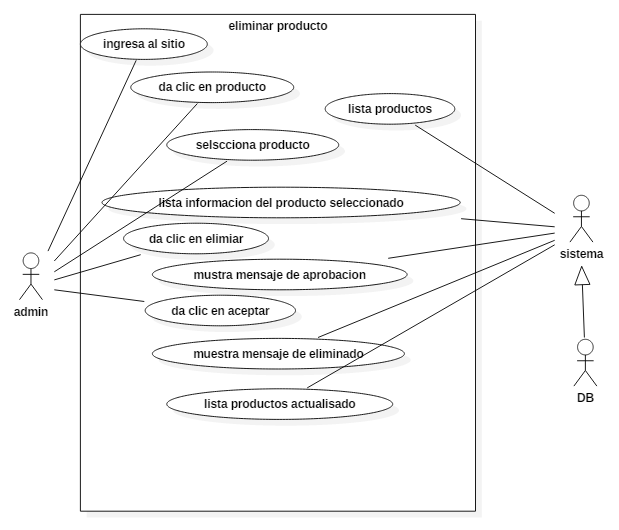 eliminar producto
ingresa al sitio
da clic en producto
lista productos
selscciona producto
lista informacion del producto seleccionado
da clic en elimiar
sistema
mustra mensaje de aprobacion
admin
da clic en aceptar
muestra mensaje de eliminado
DB
lista productos actualisado